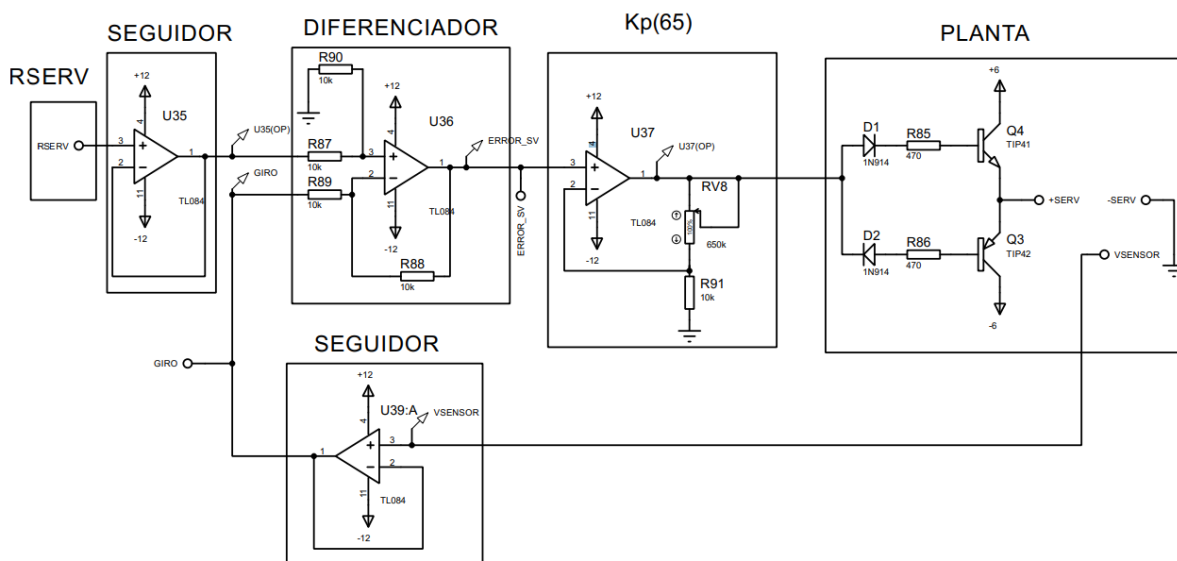 RSERV
RSERV
SEGUIDOR
+12
4
U35
3
2
1
11
TL084
-12
U35(OP)
GIRO
DIFERENCIADOR
R90
10k
R87
10k
R89
10k
+12
4
U36
3
2
1
11
TL084
-12
R88
10k
ERROR_SV
ERROR_SV
Kp(65)
+12
4
U37
3
2
1
11
TL084
-12
U37(OP)
RV8
100%
650k
R91
10k
PLANTA
D1
1N914
R85
470
+6
Q4
TIP41
D2
1N914
R86
470
Q3
TIP42
-6
+SERV
-SERV
VSENSOR
GIRO
SEGUIDOR
+12
4
U39:A
VSENSOR
3
2
1
11
TL084
-12